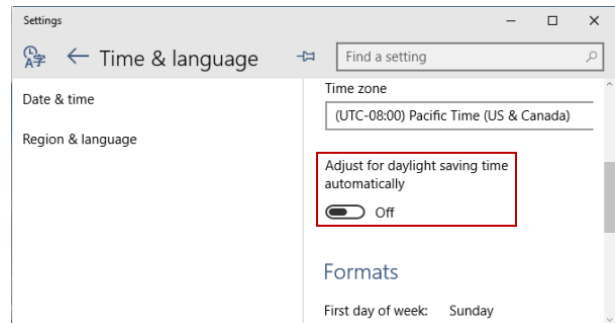 Settings
Time & language
Find a setting
Date & time
Region & language
Time zone
(UTC-08:00) Pacific Time (US & Canada)
Adjust for daylight saving time
automatically
Off
Formats
First day of week: Sunday